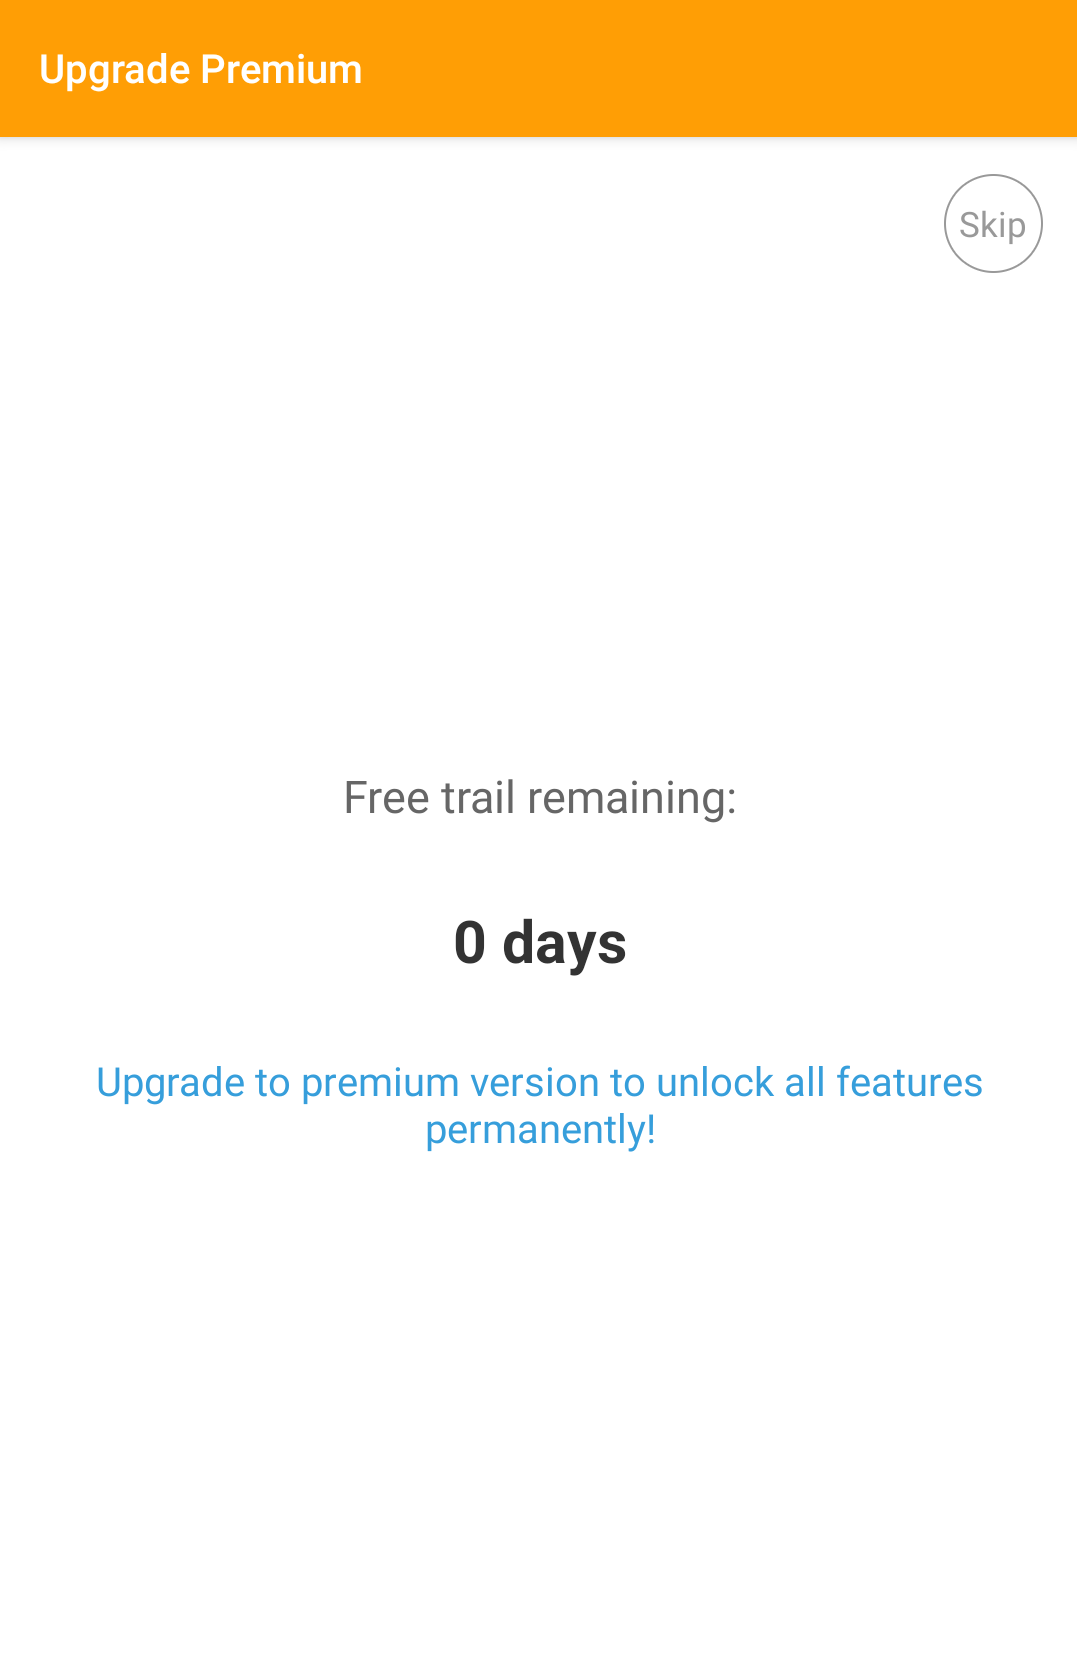 Upgrade Premium
Skip
Free trail remaining:
0 days
Upgrade to premium version to unlock all features
permanently!